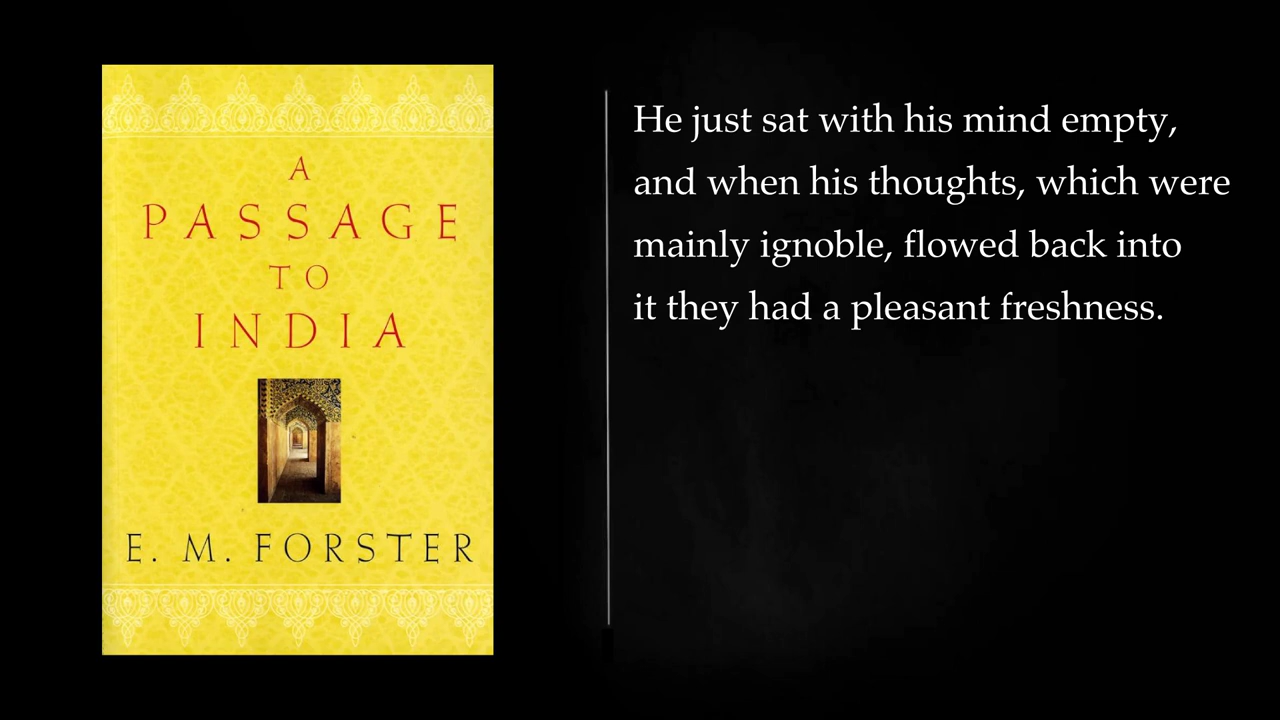 A
PASSAGE
TO
INDIA
E. M. FORSTER
He just sat with his mind empty,
and when his thoughts, which were
mainly ignoble, flowed back into
it they had a pleasant freshness.